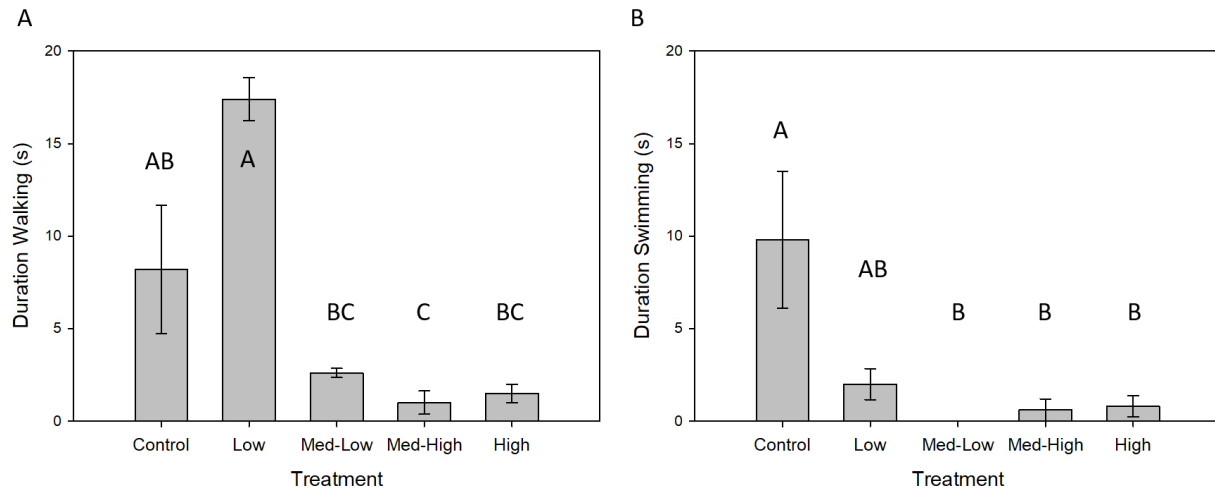 A
Duration Walking (s)
20
15
10
5
0
AB
A
BC
C
BC
Control Low Med-Low Med-High High
Treatment
B
Duration Swimming (s)
20
15
10
5
0
A
AB
B
B
B
Control Low Med-Low Med-High High
Treatment